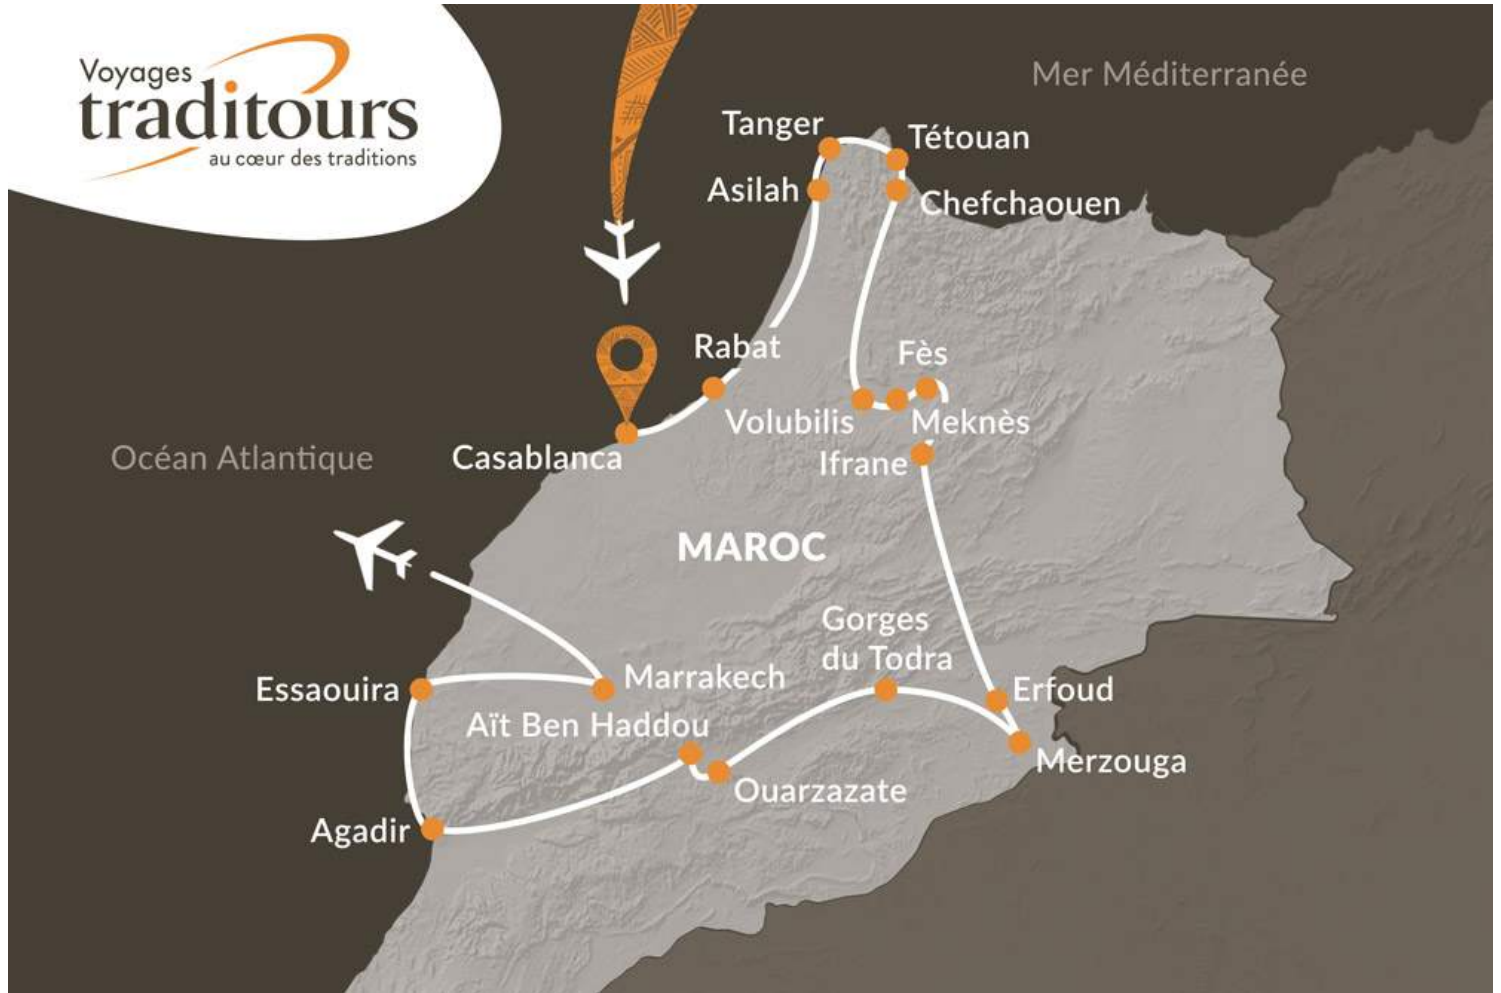 Voyages
traditours
au cœur des traditions
Mer Méditerranée
Tanger
Tétouan
Asilah
Chefchaouen
Rabat
Fès
Volubilis
Meknès
Casablanca
Ifrane
Océan Atlantique
MAROC
Gorges
du Todra
Essaouira
Marrakech
Erfoud
Aït Ben Haddou
Merzouga
Ouarzazate
Agadir